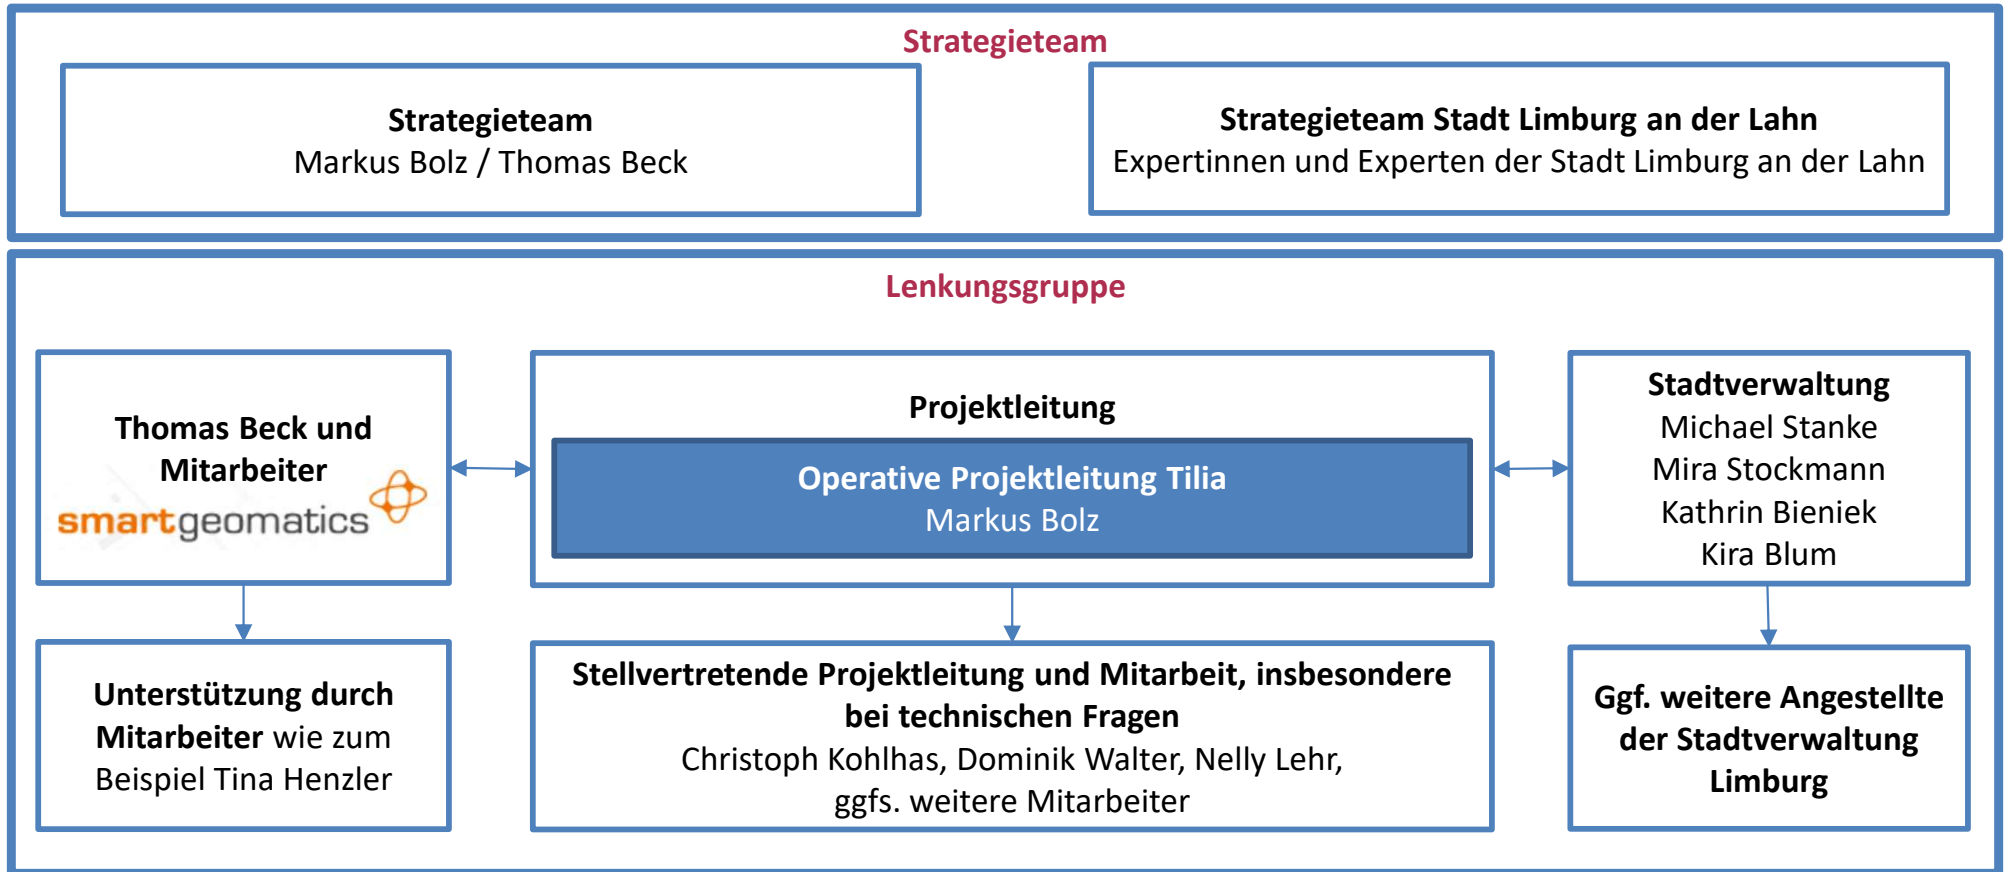 Strategieteam
Strategieteam
Markus Bolz / Thomas Beck
Strategieteam Stadt Limburg an der Lahn
Expertinnen und Experten der Stadt Limburg an der Lahn
Lenkungsgruppe
Thomas Beck und
Mitarbeiter
smartgeomatics
Projektleitung
Operative Projektleitung Tilia
Markus Bolz
Stadtverwaltung
Michael Stanke
Mira Stockmann
Kathrin Bieniek
Kira Blum
Unterstützung durch
Mitarbeiter wie zum
Beispiel Tina Henzler
Stellvertretende Projektleitung und Mitarbeit, insbesondere
bei technischen Fragen
Christoph Kohlhas, Dominik Walter, Nelly Lehr,
ggfs. weitere Mitarbeiter
Ggf. weitere Angestellte
der Stadtverwaltung
Limburg